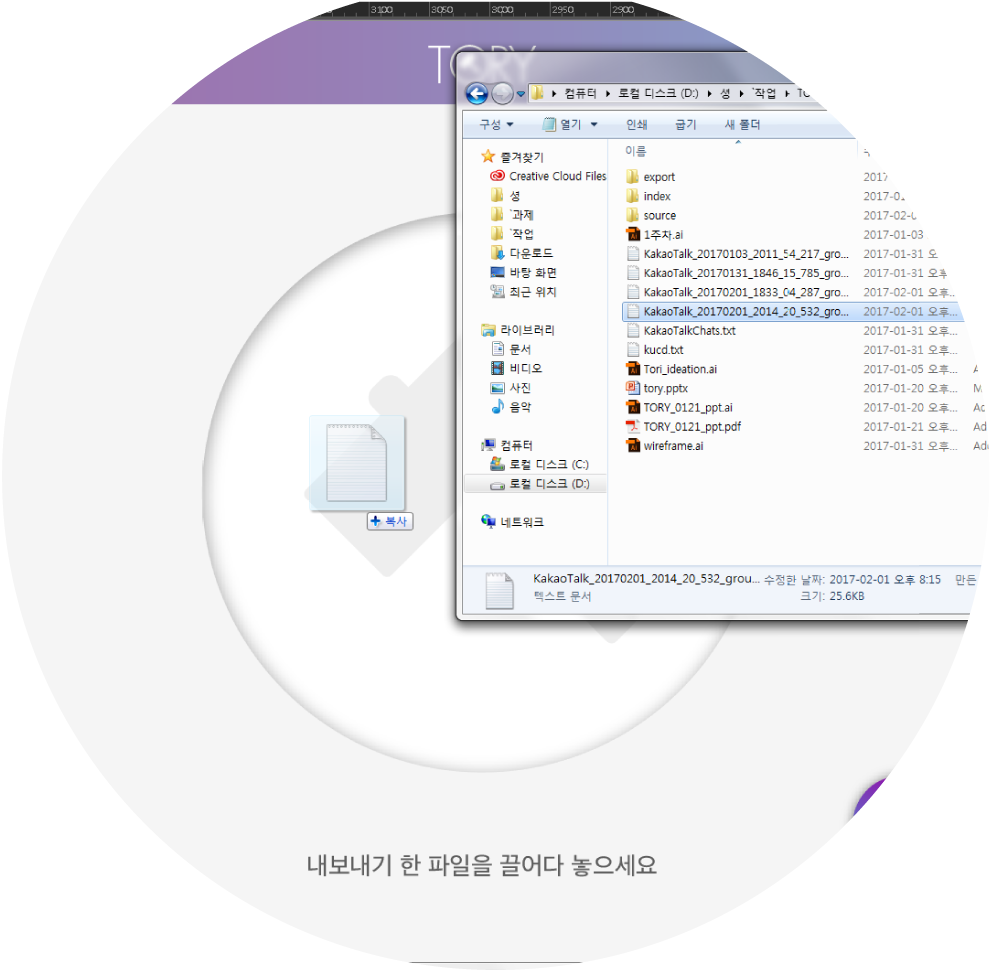 3100 3050 3000 2950 2900
TORY
컴퓨터 로컬 디스크 (D:) 셩 '작업
구성 열기 인쇄 굽기 새 폴더
즐겨찾기
Creative Cloud Files
셩
'과제
'작업
다운로드
바탕 화면
최근 위치
라이브러리
문서
비디오
사진
음악
컴퓨터
로컬 디스크 (C:)
로컬 디스크 (D:)
네트워크
이름
export 2017
index 2017-0
source 2017-02-
1주차.ai 2017-01-03
KakaoTalk_20170103_2011_54_217_gro... 2017-01-31 오
KakaoTalk_20170131_1846_15_785_gro... 2017-01-31 오후
KakaoTalk_20170201_1833_04_287_gro... 2017-02-01 오후...
KakaoTalk_20170201_2014_20_532_gro... 2017-02-01 오후...
KakaoTalkChats.txt 2017-01-31 오후...
kucd.txt 2017-01-31 오후...
Tori_ideation.ai 2017-01-05 오후... A
tory.pptx 2017-01-20 오후... M
TORY_0121_ppt.ai 2017-01-20 오후... Ad
TORY_0121_ppt.pdf 2017-01-21 오후... Ad
wireframe.ai 2017-01-31 오후... Ado
복사
KakaoTalk_20170201_2014_20_532_grou... 수정한 날짜: 2017-02-01 오후 8:15 만든
텍스트 문서 크기: 25.6KB
내보내기 한 파일을 끌어다 놓으세요